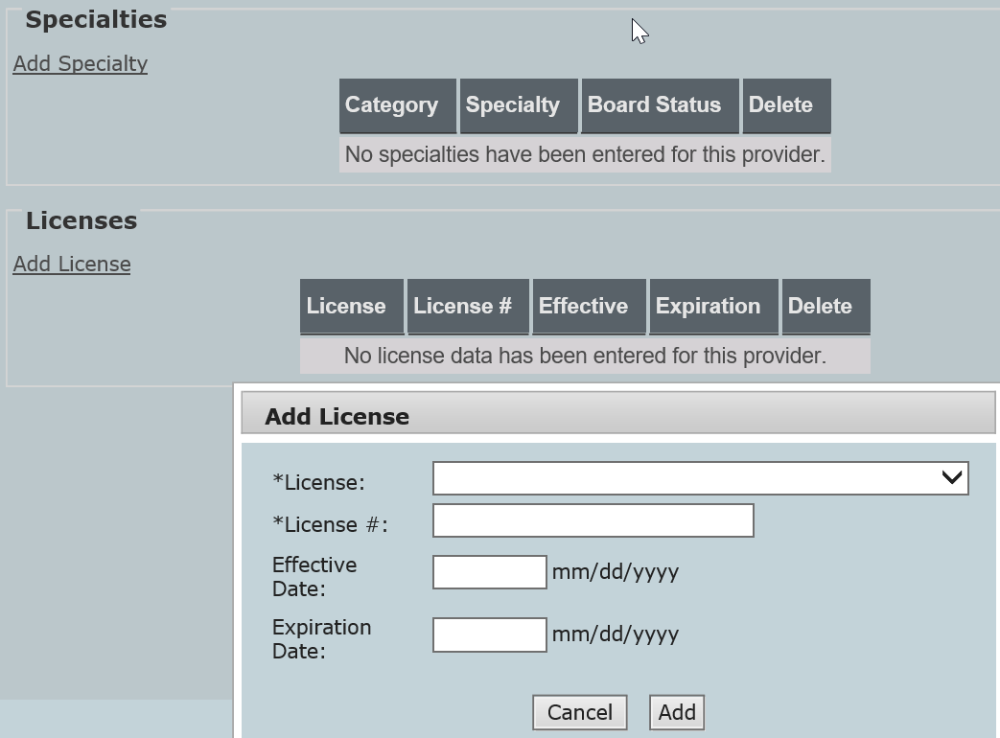 Specialties
Add Specialty
Category Specialty Board Status Delete
No specialties have been entered for this provider.
Licenses
Add License
License License # Effective Expiration Delete
No license data has been entered for this provider.
Add License
*License:
*License #:
Effective
Date:
mm/dd/yyyy
Expiration
Date:
mm/dd/yyyy
Cancel Add